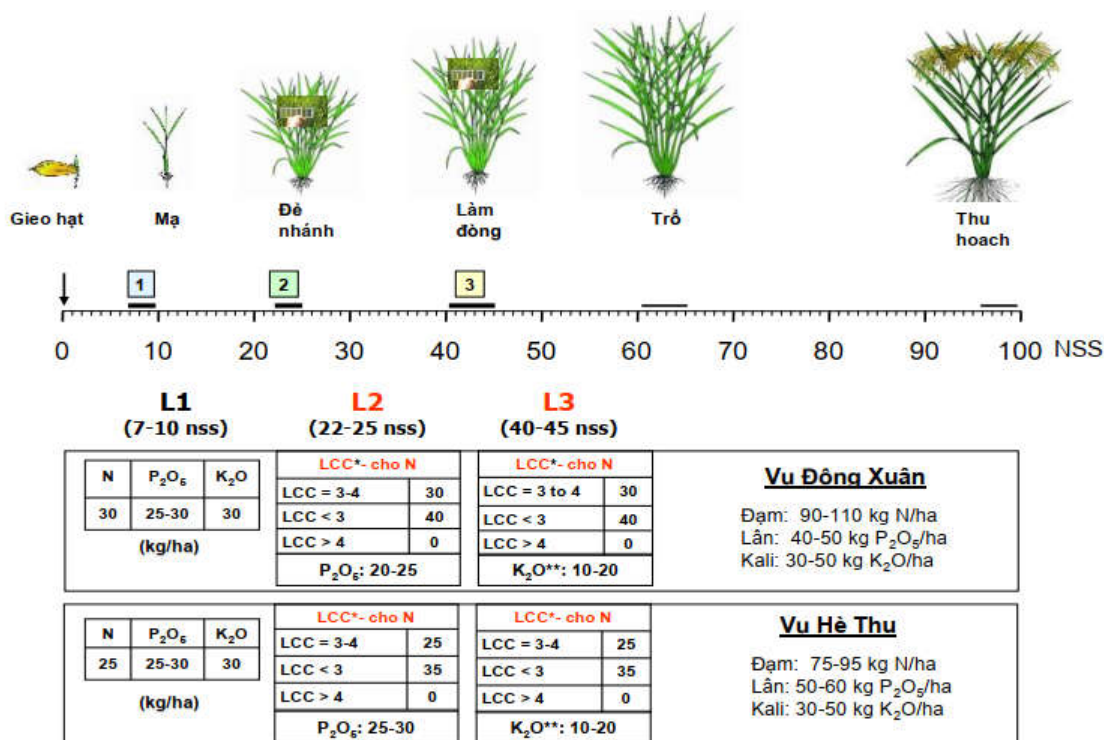 Gieo hạt
Mạ
Đẻ
nhánh
Làm
đòng
Trổ
Thu
hoach
1
2
3
0 10 20 30 40 50 60 70 80 90 100 NSS
L1
(7-10 nss)
L2
(22-25 nss)
L3
(40-45 nss)
N P₂O₅ K₂O
30 25-30 30
(kg/ha)
LCC*- cho N
LCC = 3-4 30
LCC < 3 40
LCC > 4 0
P₂O₅: 20-25
LCC*- cho N
LCC = 3 to 4 30
LCC < 3 40
LCC > 4 0
K₂O**: 10-20
Vu Đông Xuân
Đạm: 90-110 kg N/ha
Lân: 40-50 kg P₂O₅/ha
Kali: 30-50 kg K₂O/ha
N P₂O₅ K₂O
25 25-30 30
(kg/ha)
LCC*- cho N
LCC = 3-4 25
LCC < 3 35
LCC > 4 0
P₂O₅: 25-30
LCC*- cho N
LCC = 3-4 25
LCC < 3 35
LCC > 4 0
K₂O**: 10-20
Vu Hè Thu
Đạm: 75-95 kg N/ha
Lân: 50-60 kg P₂O₅/ha
Kali: 30-50 kg K₂O/ha